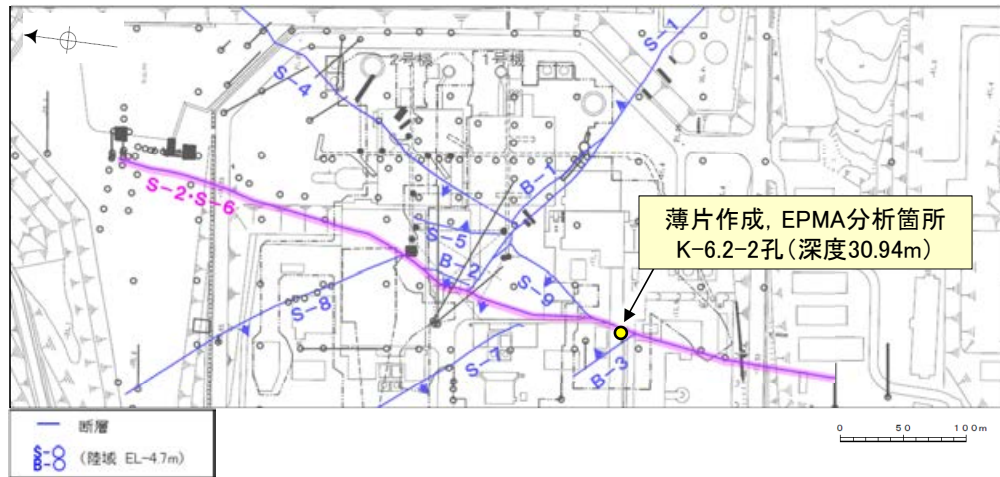 2号機
1号機
S-1
S-4
B-1
S-2・S-6
S-5
B-2
S-9
S-8
S-7
B-3
薄片作成, EPMA分析箇所
K-6.2-2孔(深度30.94m)
断層
S-○
B-○
(陸域 EL-4.7m)
0 50 100m